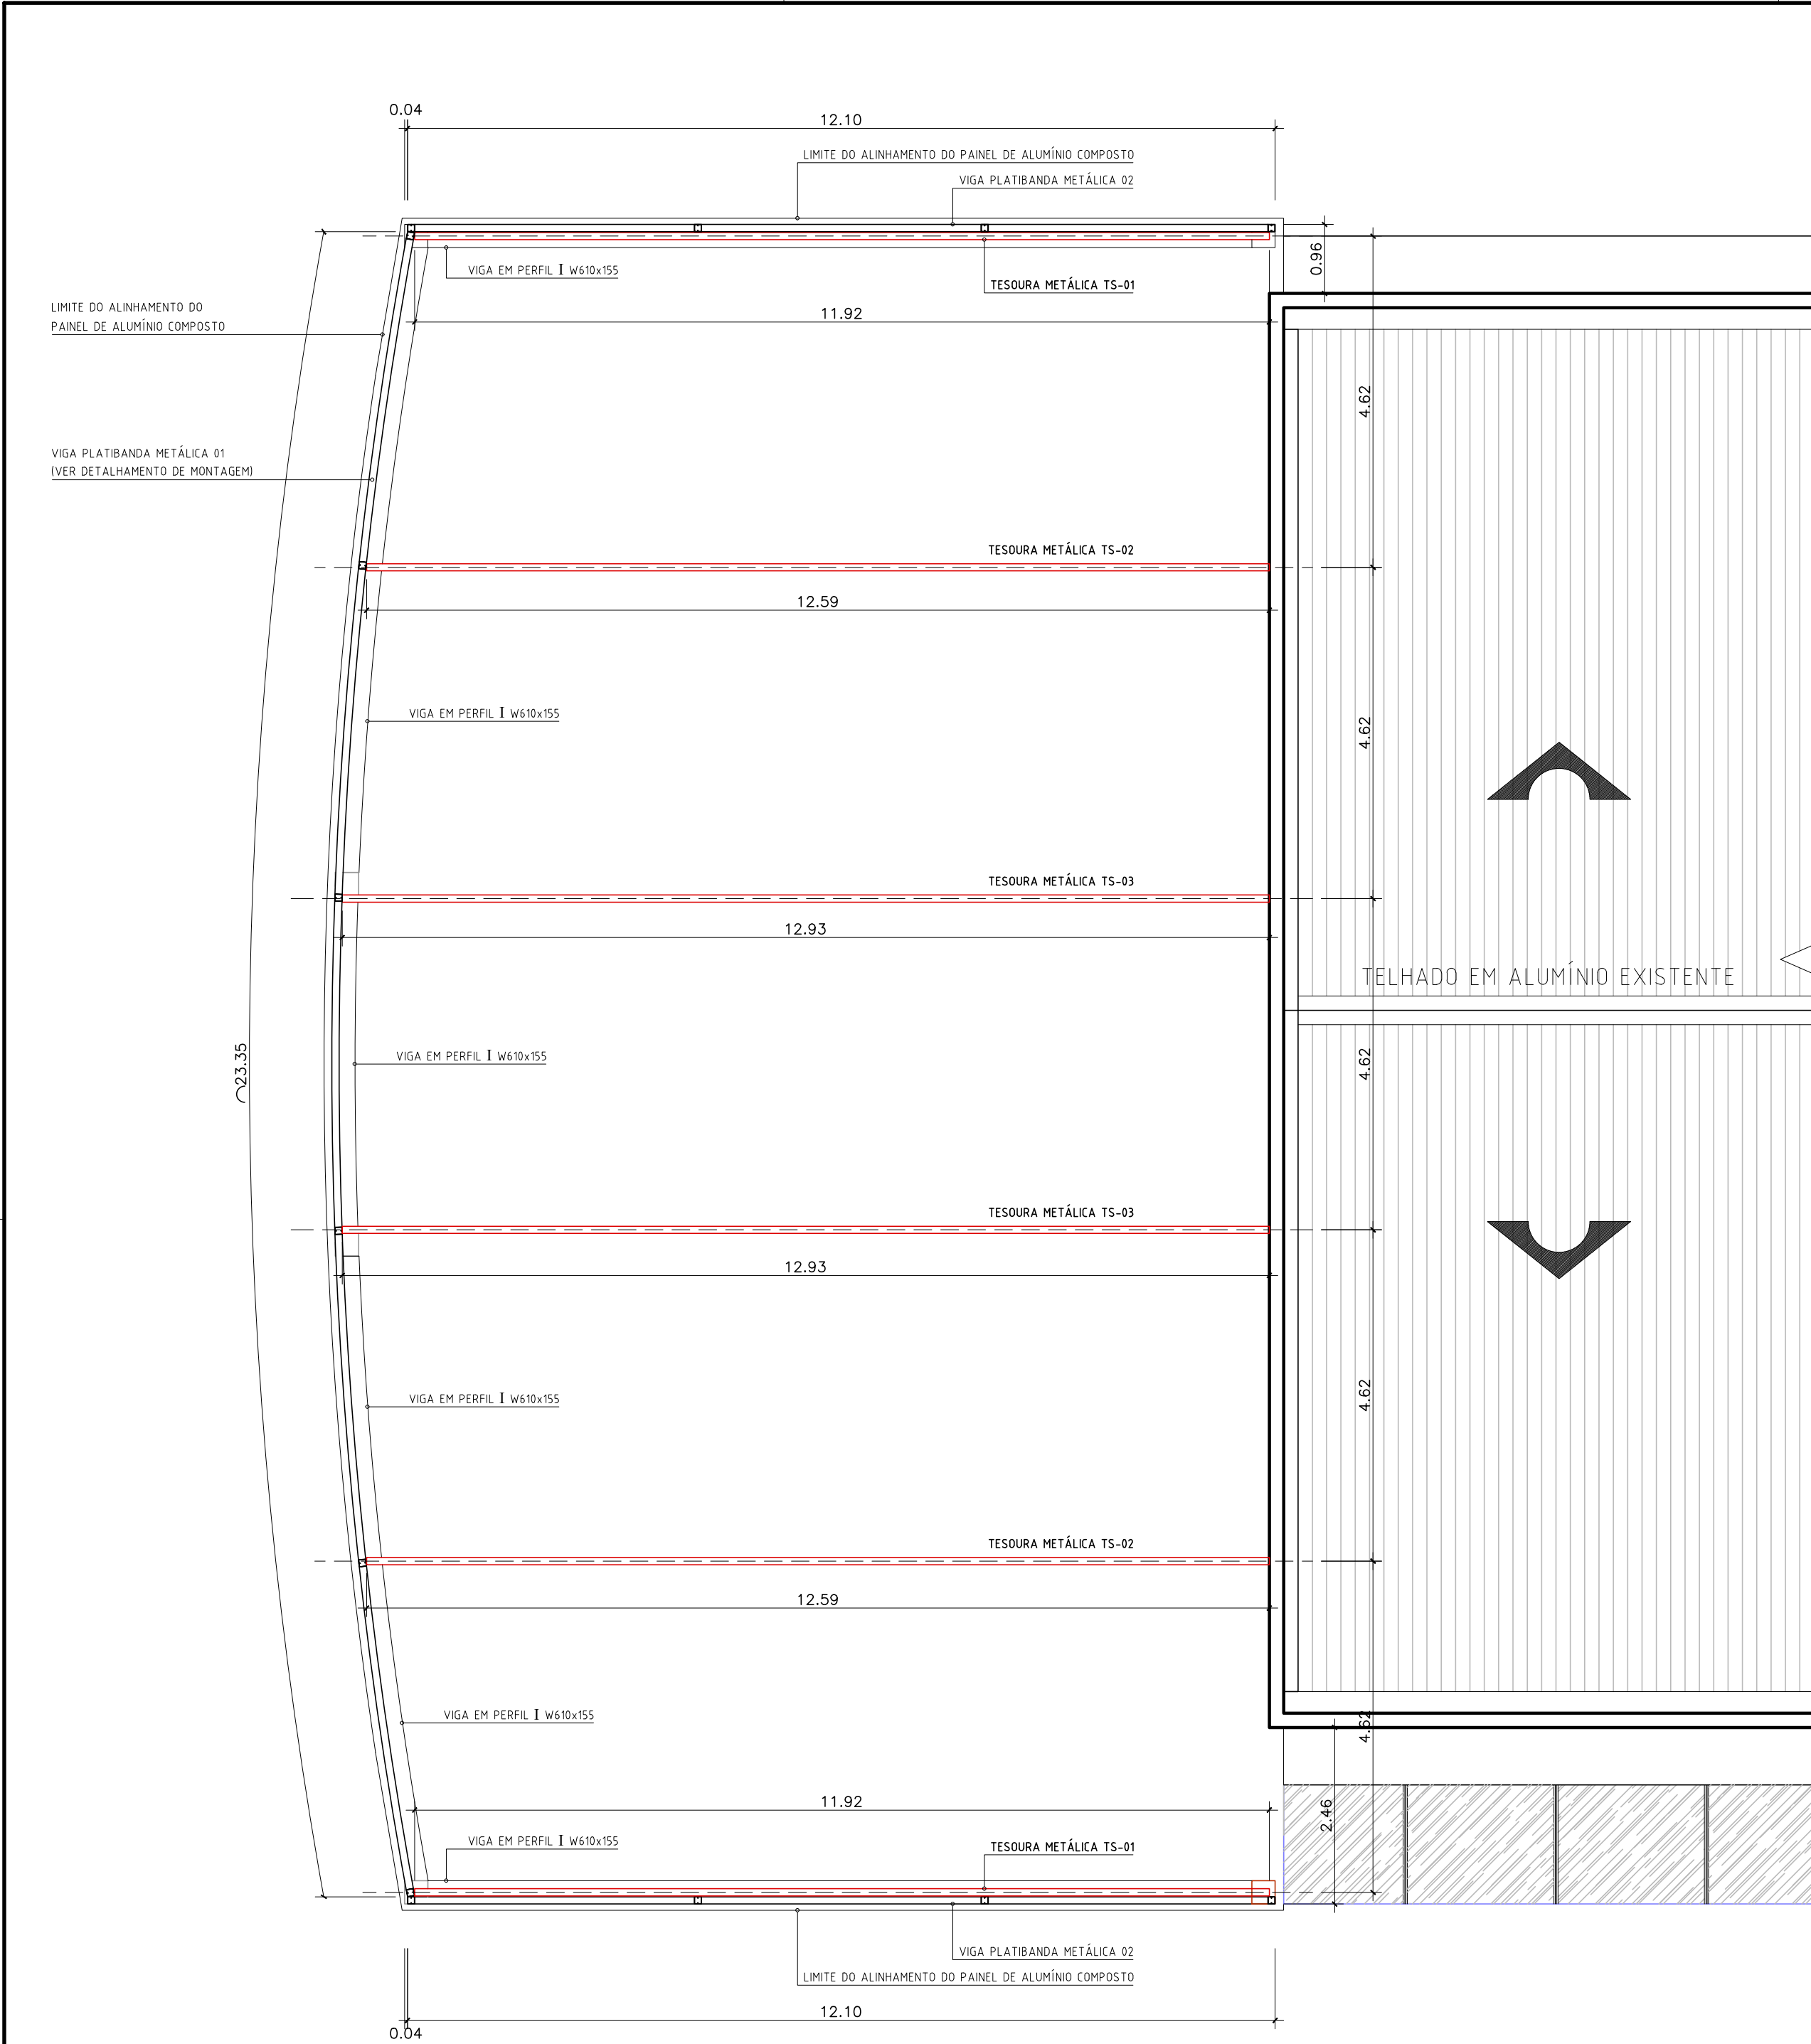 0.04
12.10
LIMITE DO ALINHAMENTO DO PAINEL DE ALUMÍNIO COMPOSTO
VIGA PLATIBANDA METÁLICA 02
0.96
VIGA EM PERFIL I W610x155
TESOURA METÁLICA TS-01
LIMITE DO ALINHAMENTO DO
PAINEL DE ALUMÍNIO COMPOSTO
11.92
4.62
VIGA PLATIBANDA METÁLICA 01
(VER DETALHAMENTO DE MONTAGEM)
TESOURA METÁLICA TS-02
12.59
VIGA EM PERFIL I W610x155
4.62
TESOURA METÁLICA TS-03
12.93
TELHADO EM ALUMÍNIO EXISTENTE
23.35
VIGA EM PERFIL I W610x155
4.62
TESOURA METÁLICA TS-03
12.93
VIGA EM PERFIL I W610x155
4.62
TESOURA METÁLICA TS-02
12.59
VIGA EM PERFIL I W610x155
4.62
11.92
2.46
VIGA EM PERFIL I W610x155
TESOURA METÁLICA TS-01
VIGA PLATIBANDA METÁLICA 02
LIMITE DO ALINHAMENTO DO PAINEL DE ALUMÍNIO COMPOSTO
12.10
0.04